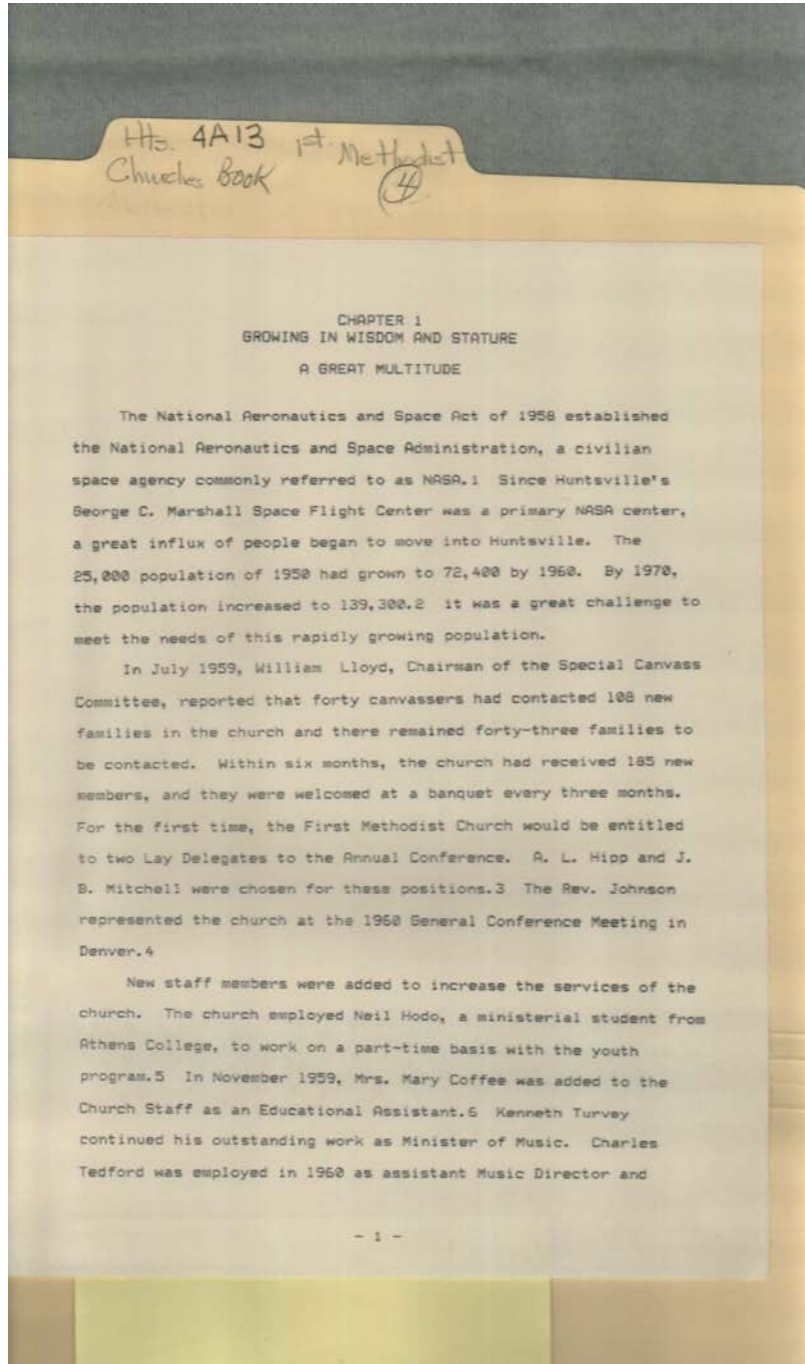 Hts. 4A13 1st. Methodist
Churches Book 4
CHAPTER 1
GROWING IN WISDOM AND STATURE
A GREAT MULTITUDE
The National Aeronautics and Space Act of 1958 established
the National Aeronautics and Space Administration, a civilian
space agency commonly referred to as NASA.1 Since Huntsville's
George C. Marshall Space Flight Center was a primary NASA center,
a great influx of people began to move into Huntsville. The
25,000 population of 1950 had grown to 72,400 by 1960. By 1970,
the population increased to 139,300.2 it was a great challenge to
meet the needs of this rapidly growing population.
In July 1959, William Lloyd, Chairman of the Special Canvass
Committee, reported that forty canvassers had contacted 108 new
families in the church and there remained forty-three families to
be contacted. Within six months, the church had received 185 new
members, and they were welcomed at a banquet every three months.
For the first time, the First Methodist Church would be entitled
to two Lay Delegates to the Annual Conference. A. L. Hipp and J.
B. Mitchell were chosen for these positions.3 The Rev. Johnson
represented the church at the 1960 General Conference Meeting in
Denver.4
New staff members were added to increase the services of the
church. The church employed Neil Hodo, a ministerial student from
Athens College, to work on a part-time basis with the youth
program.5 In November 1959, Mrs. Mary Coffee was added to the
Church Staff as an Educational Assistant.6 Kenneth Turvey
continued his outstanding work as Minister of Music. Charles
Tedford was employed in 1960 as assistant Music Director and
- 1 -